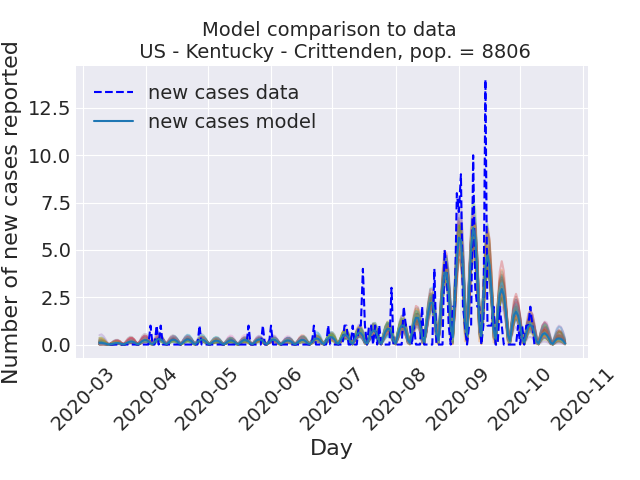 Model comparison to data
US - Kentucky - Crittenden, pop. = 8806
Number of new cases reported
12.5
10.0
7.5
5.0
2.5
0.0
new cases data
new cases model
2020-03
2020-04
2020-05
2020-06
2020-07
2020-08
2020-09
2020-10
2020-11
Day